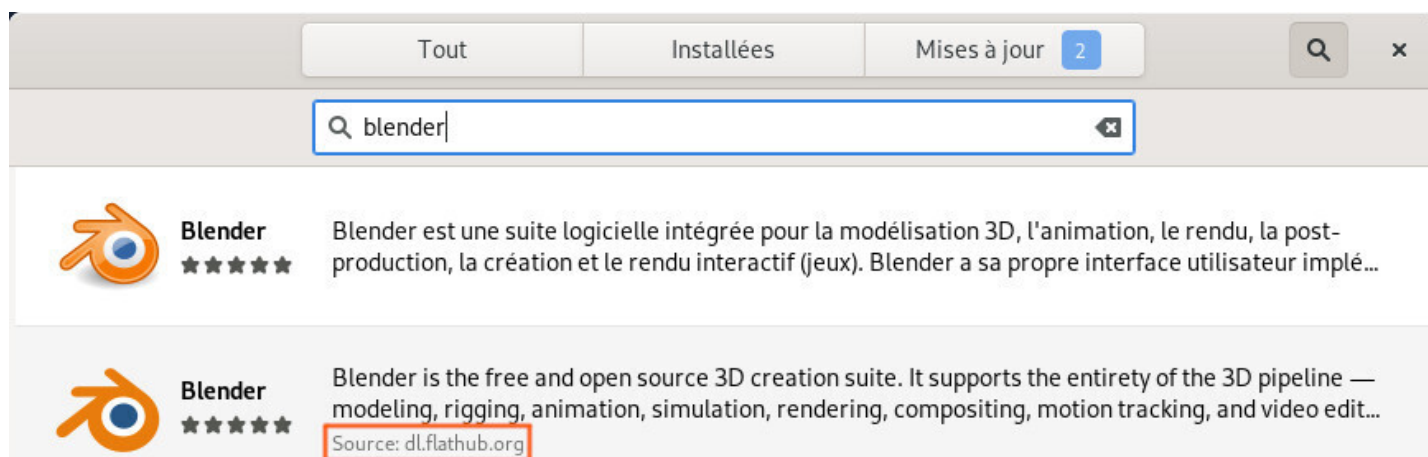 Tout
Installées
Mises à jour 2
blender
Blender
Blender est une suite logicielle intégrée pour la modélisation 3D, l'animation, le rendu, la post-
production, la création et le rendu interactif (jeux). Blender a sa propre interface utilisateur implé...
Blender
Blender is the free and open source 3D creation suite. It supports the entirety of the 3D pipeline —
modeling, rigging, animation, simulation, rendering, compositing, motion tracking, and video edit...
Source: dl.flathub.org